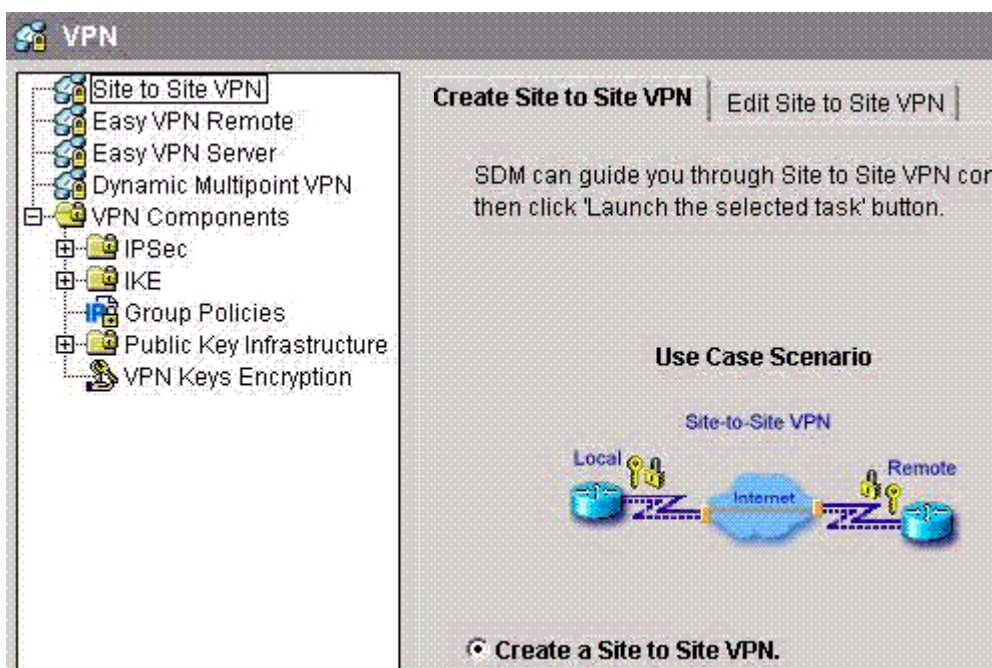 VPN
Site to Site VPN
Easy VPN Remote
Easy VPN Server
Dynamic Multipoint VPN
VPN Components
IPSec
IKE
Group Policies
Public Key Infrastructure
VPN Keys Encryption
Create Site to Site VPN
Edit Site to Site VPN
SDM can guide you through Site to Site VPN
then click 'Launch the selected task' button.
Use Case Scenario
Site-to-Site VPN
Local
Internet
Remote
Create a Site to Site VPN.